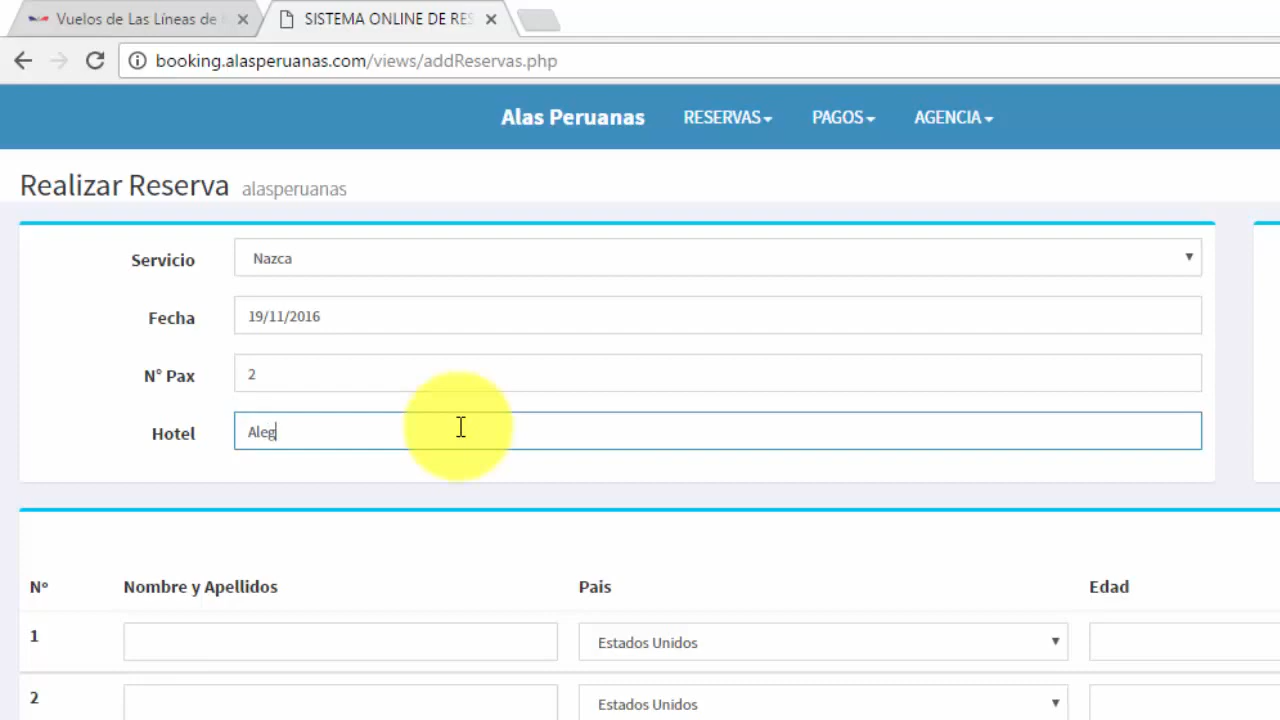 Vuelos de Las Líneas de
SISTEMA ONLINE DE RES
booking.alasperuanas.com/views/addReservas.php
Alas Peruanas RESERVAS PAGOS AGENCIA
Realizar Reserva alasperuanas
Servicio Nazca
Fecha 19/11/2016
N° Pax 2
Hotel Aleg
Nº Nombre y Apellidos Pais Edad
1 Estados Unidos
2 Estados Unidos